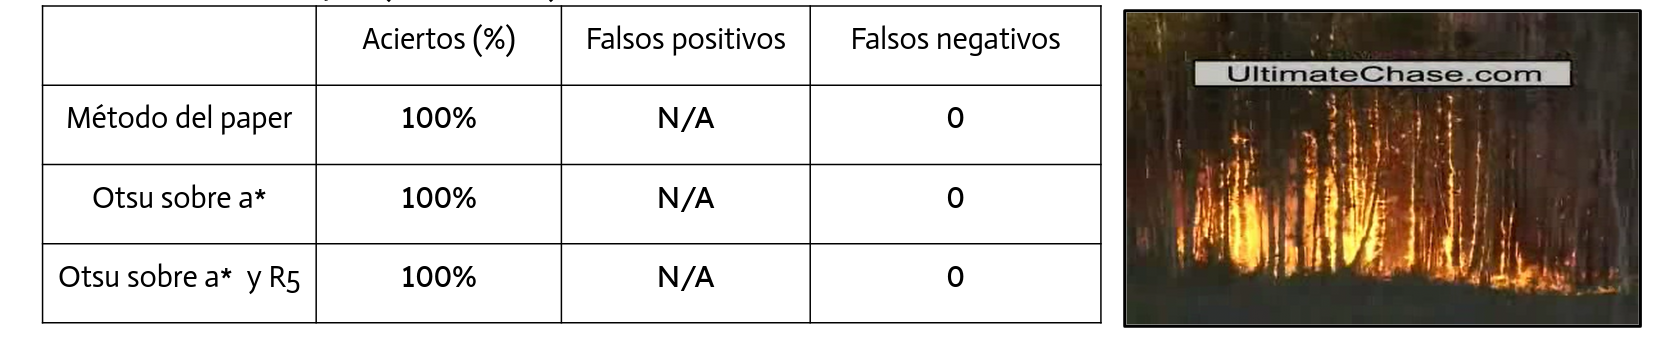 Aciertos (%) Falsos positivos Falsos negativos
Método del paper 100% N/A 0
Otsu sobre a* 100% N/A 0
Otsu sobre a* y R5 100% N/A 0
UltimateChase.com